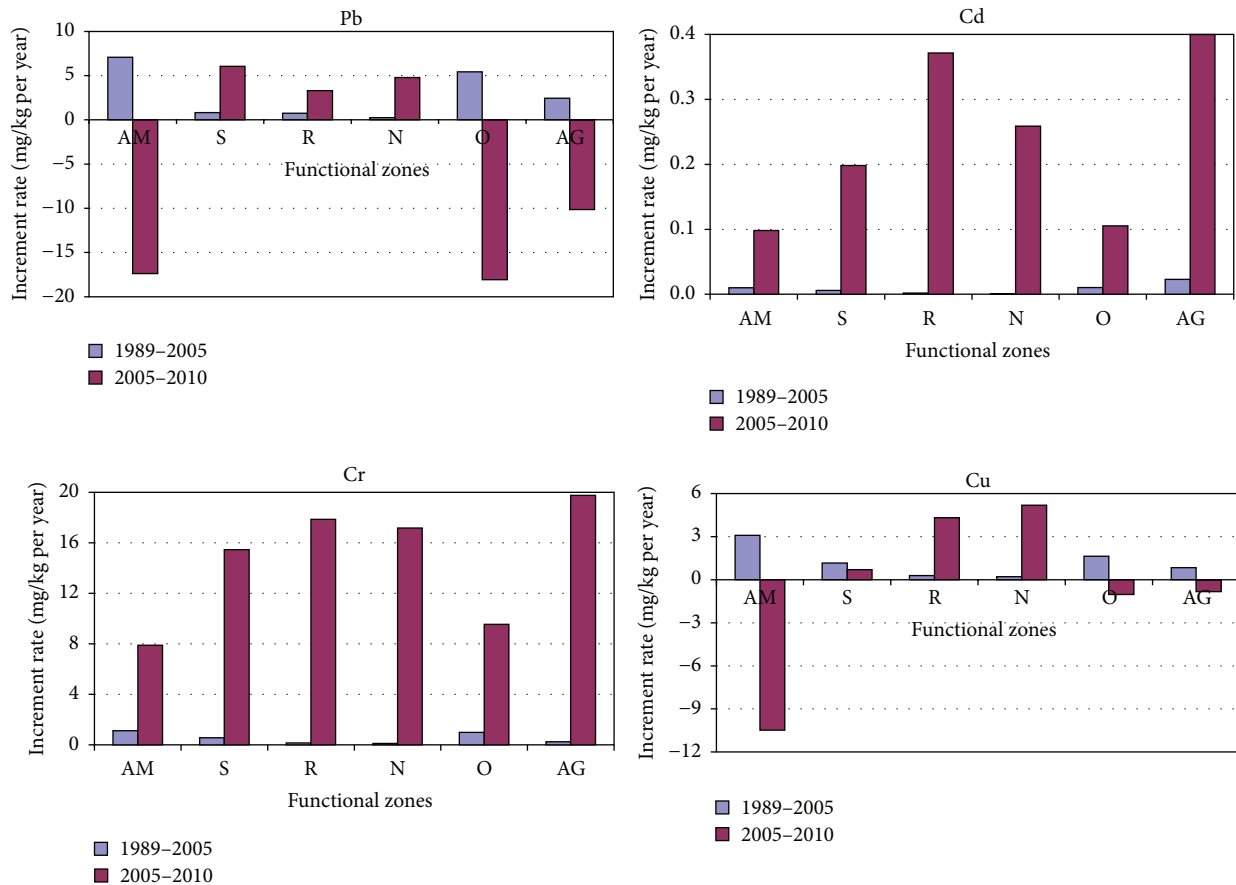 Pb
Increment rate (mg/kg per year)
10
5
0
−5
−10
−15
−20
AM
S
R
N
O
AG
Functional zones
1989–2005
2005–2010
Cd
Increment rate (mg/kg per year)
0.4
0.3
0.2
0.1
0.0
AM
S
R
N
O
AG
Functional zones
1989–2005
2005–2010
Cr
Increment rate (mg/kg per year)
20
16
12
8
4
0
AM
S
R
N
O
AG
Functional zones
1989–2005
2005–2010
Cu
Increment rate (mg/kg per year)
6
3
0
−3
−6
−9
−12
AM
S
R
N
O
AG
Functional zones
1989–2005
2005–2010